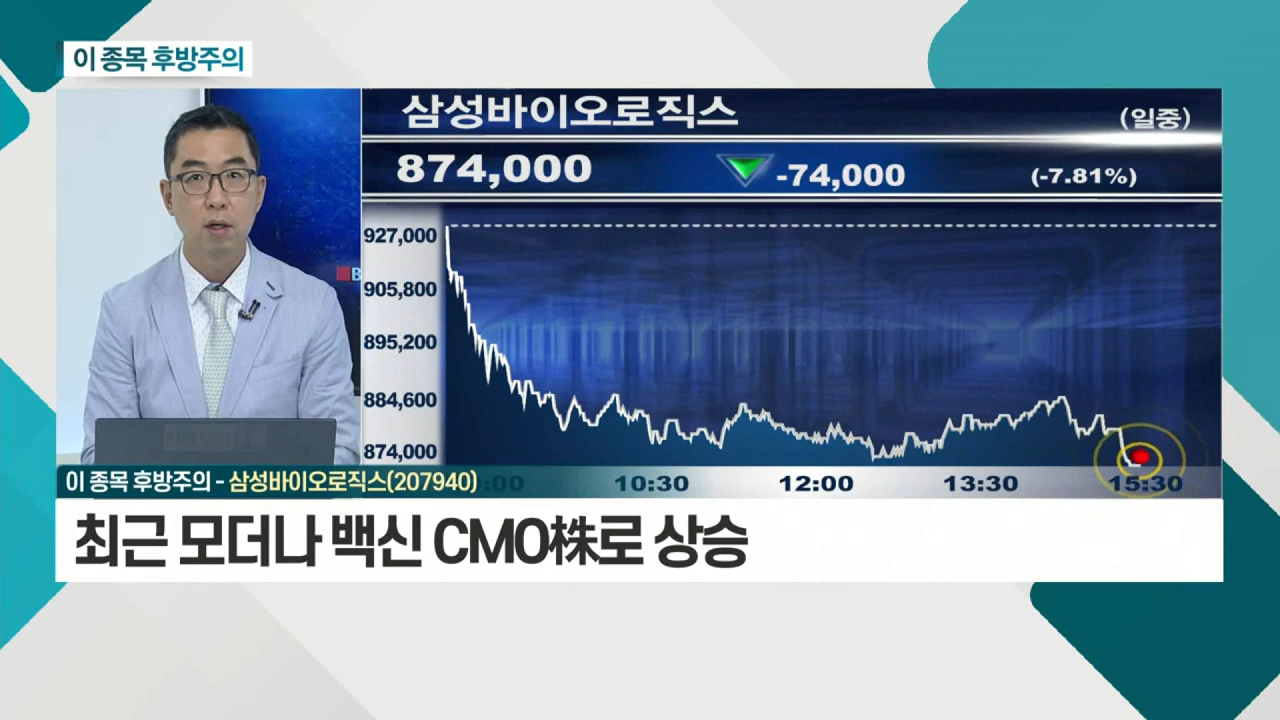 이 종목 후방주의
삼성바이오로직스
(일중)
874,000 ▼ -74,000 (-7.81%)
927,000
905,800
895,200
884,600
874,000
10:30 12:00 13:30 15:30
이 종목 후방주의 - 삼성바이오로직스(207940)
최근 모더나 백신 CMO株로 상승